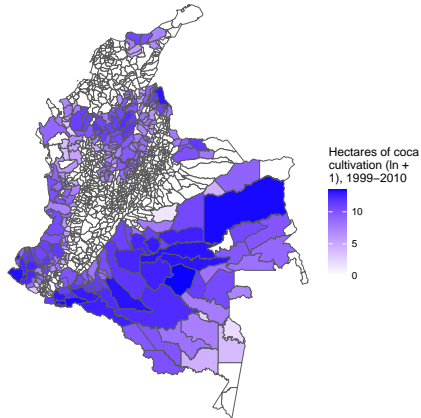 Hectares of coca
cultivation (ln +
1), 1999−2010
10
5
0